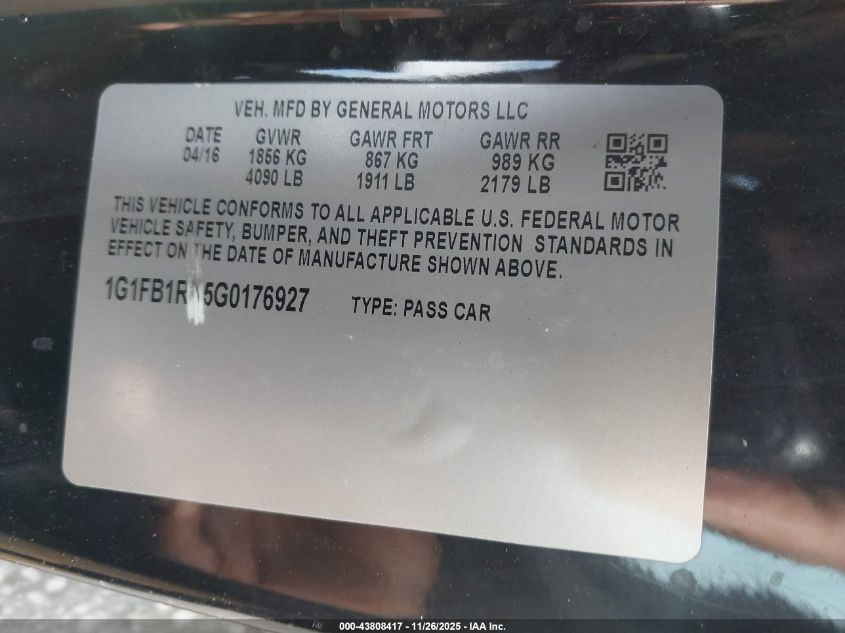 VEH. MFD BY GENERAL MOTORS LLC
DATE GVWR GAWR FRT GAWR RR
04/16 1856 KG 867 KG 989 KG
4090 LB 1911 LB 2179 LB
THIS VEHICLE CONFORMS TO ALL APPLICABLE U.S. FEDERAL MOTOR
VEHICLE SAFETY, BUMPER, AND THEFT PREVENTION STANDARDS IN
EFFECT ON THE DATE OF MANUFACTURE SHOWN ABOVE.
1G1FB1RX5G0176927 TYPE: PASS CAR
000-43808417 - 11/26/2025 - IAA Inc.